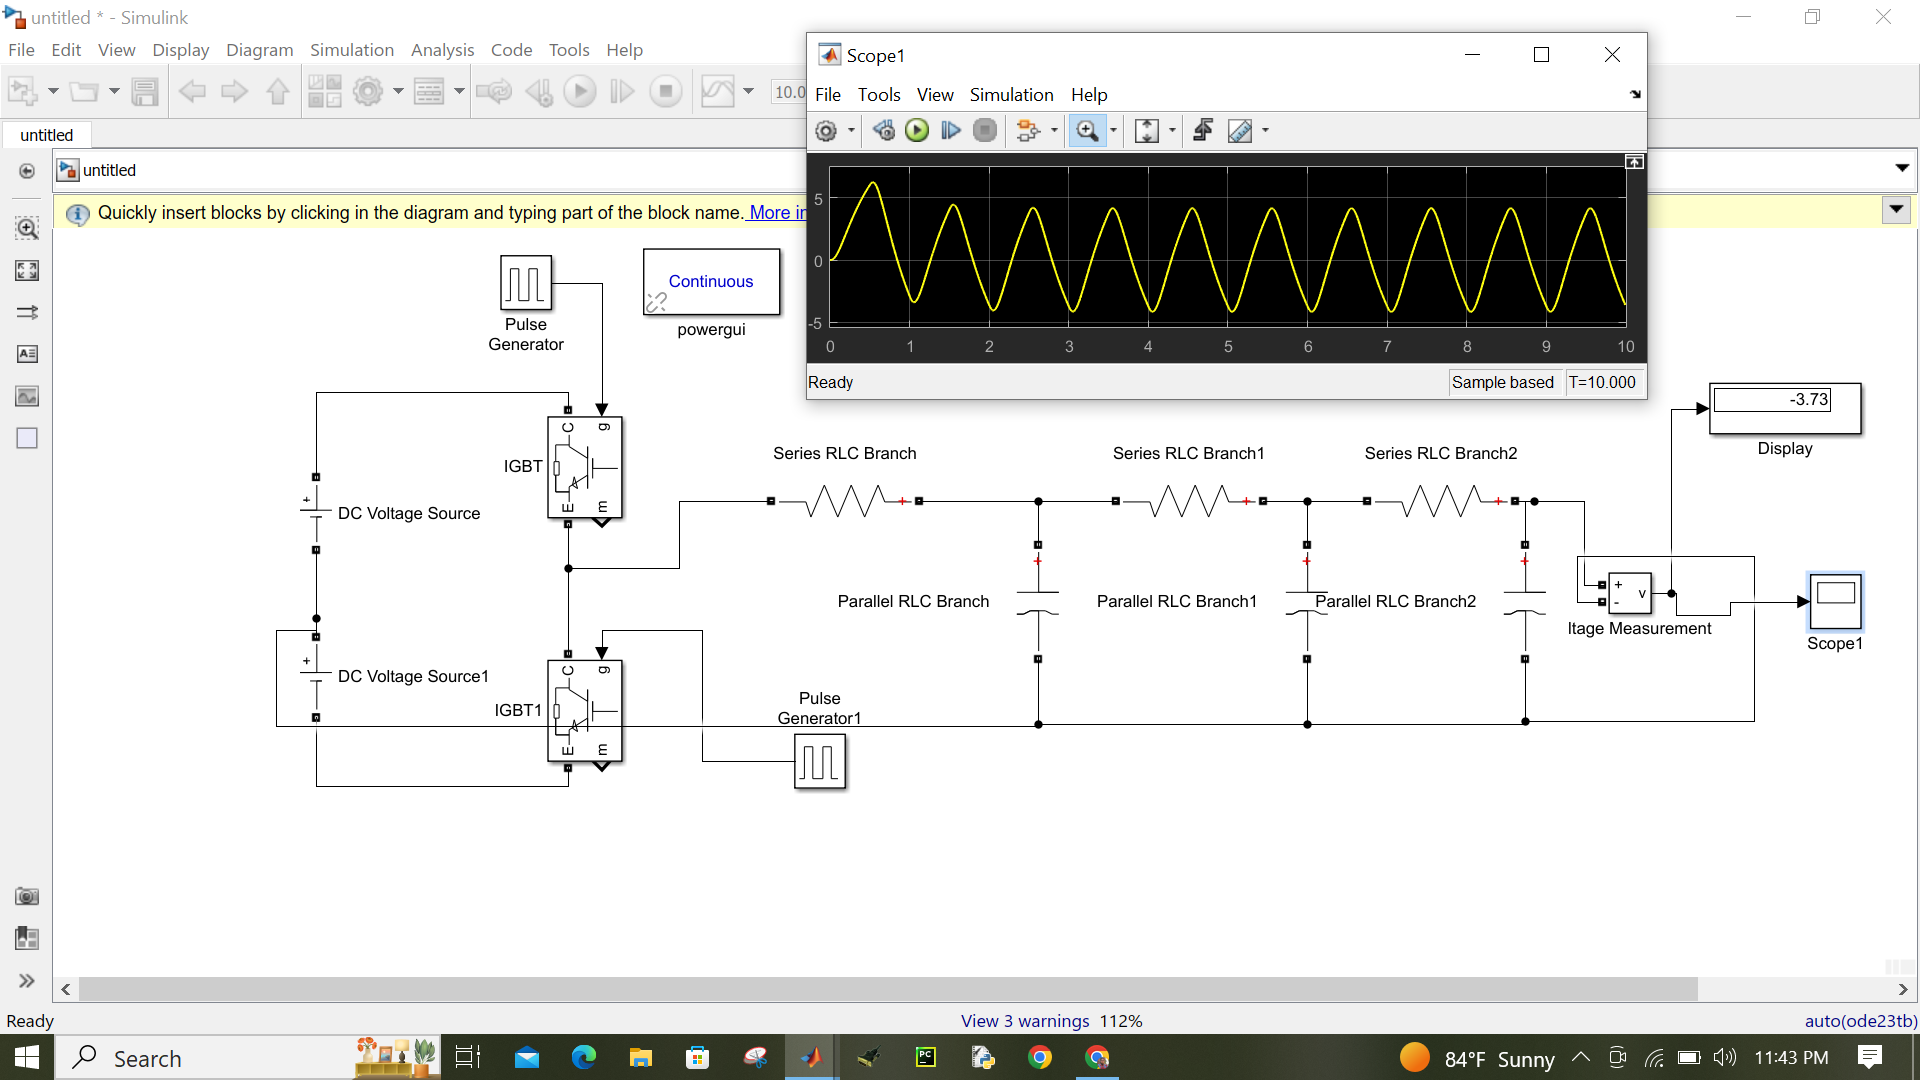 untitled * - Simulink
File Edit View Display Diagram Simulation Analysis Code Tools Help
10.0
untitled
untitled
Quickly insert blocks by clicking in the diagram and typing part of the block name. More in
Scope1
File Tools View Simulation Help
5
0
-5
0 1 2 3 4 5 6 7 8 9 10
Ready
Sample based T=10.000
Pulse
Generator
Continuous
powergui
-3.73
Display
C
g
IGBT
E
m
+
DC Voltage Source
Series RLC Branch
Series RLC Branch1
Series RLC Branch2
+ + +
+ + +
Parallel RLC Branch
Parallel RLC Branch1
Parallel RLC Branch2
+
-
v
ltage Measurement
Scope1
+
DC Voltage Source1
C
g
IGBT1
E
m
Pulse
Generator1
Ready
View 3 warnings 112%
auto(ode23tb)
Search
PC
84°F Sunny
11:43 PM